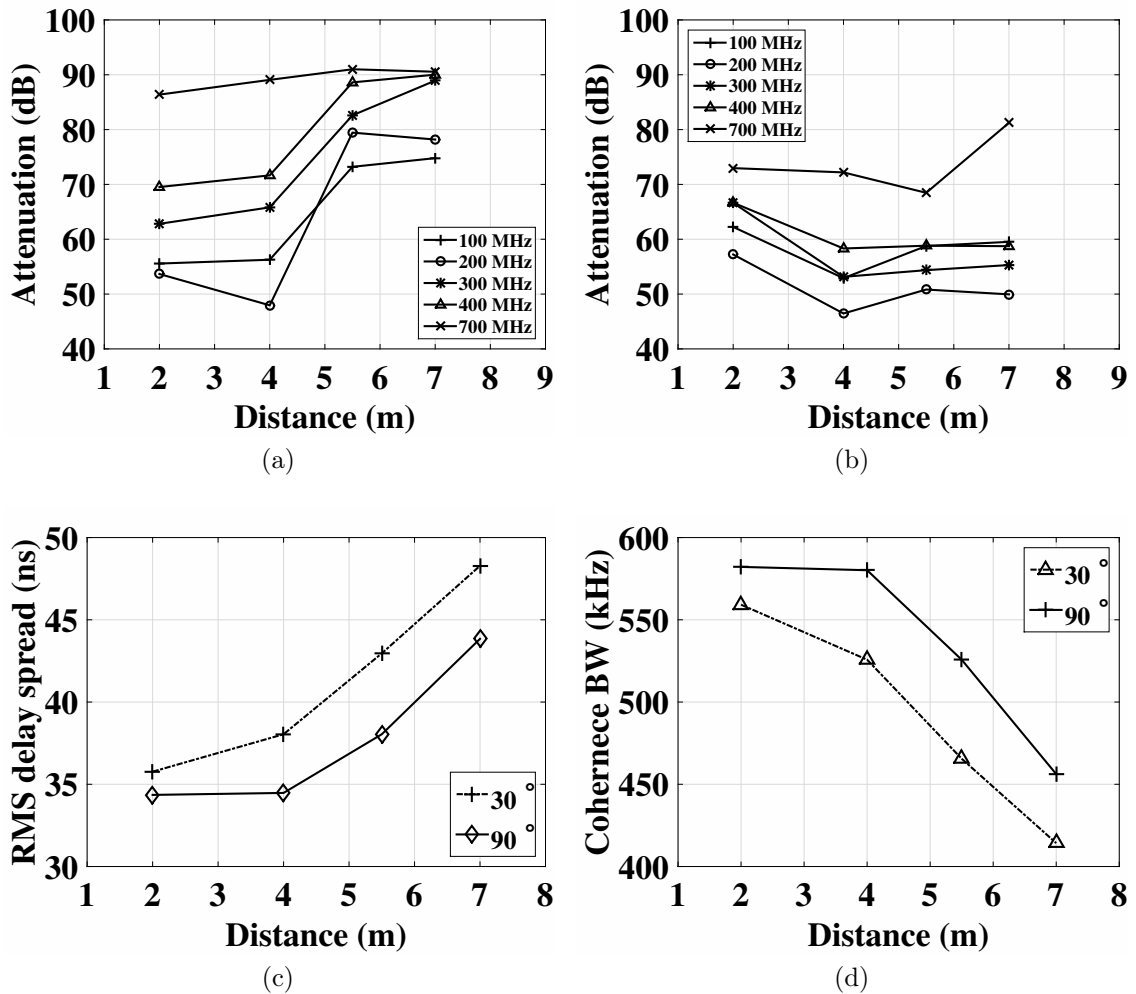 100
90
80
70
60
50
40
Attenuation (dB)
1 2 3 4 5 6 7 8 9
Distance (m)
100 MHz
200 MHz
300 MHz
400 MHz
700 MHz
(a)
100
90
80
70
60
50
40
Attenuation (dB)
1 2 3 4 5 6 7 8 9
Distance (m)
100 MHz
200 MHz
300 MHz
400 MHz
700 MHz
(b)
50
45
40
35
30
RMS delay spread (ns)
1 2 3 4 5 6 7 8
Distance (m)
30 °
90 °
(c)
600
550
500
450
400
Cohernece BW (kHz)
1 2 3 4 5 6 7 8
Distance (m)
30 °
90 °
(d)